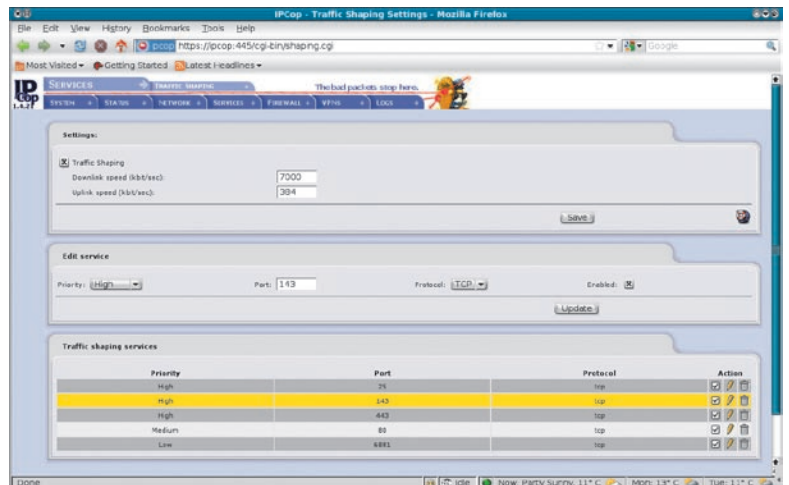 IPCop - Traffic Shaping Settings - Mozilla Firefox
File Edit View History Bookmarks Tools Help
ipcop https://ipcop:445/cgi-bin/shaping.cgi
Google
Most Visited Getting Started Latest Headlines
IPCop SERVICES TRAFFIC SHAPING The bad packets stop here.
SYSTEM STATUS NETWORK SERVICES FIREWALL VPNS LOGS
Settings:
X Traffic Shaping
Downlink speed (kbit/sec): 7000
Uplink speed (kbit/sec): 384
Save
Edit service
Priority: High Port: 143 Protocol: TCP Enabled: X
Update
Traffic shaping services
Priority Port Protocol Action
High 25 tcp
High 143 tcp
High 443 tcp
Medium 80 tcp
Low 6881 tcp
Done Idle Now: Partly Sunny, 11° C Mon: 13° C Tue: 11° C